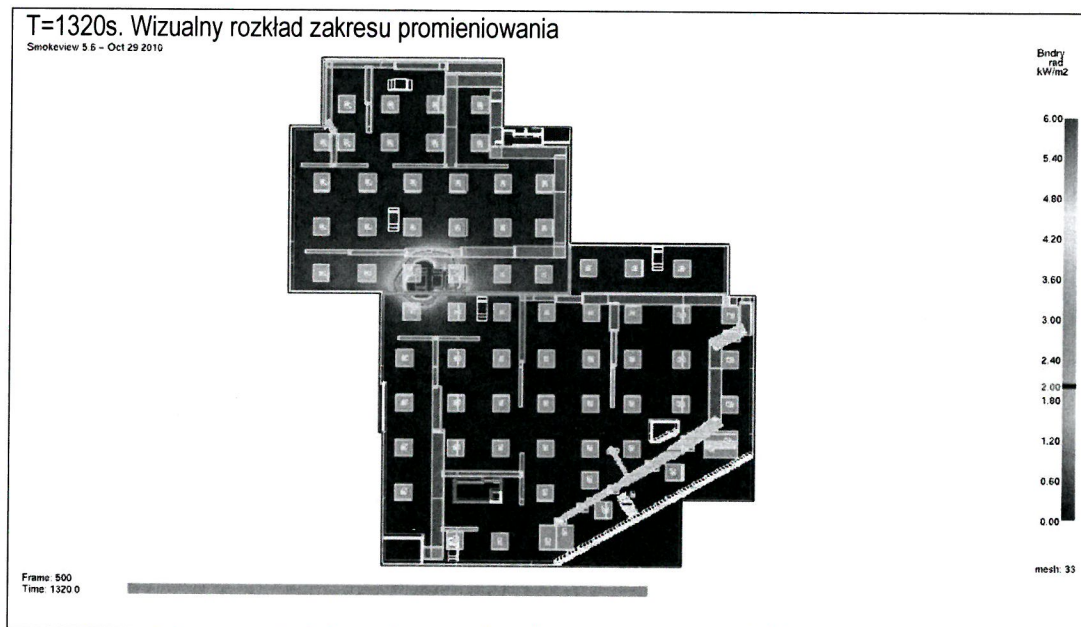 T=1320s. Wizualny rozkład zakresu promieniowania
Smokeview 5.6 – Oct 29 2010
Bndry
rad
kW/m2
6.00
5.40
4.80
4.20
3.60
3.00
2.40
2.00
1.80
1.20
0.60
0.00
mesh: 33
Frame: 500
Time: 1320.0